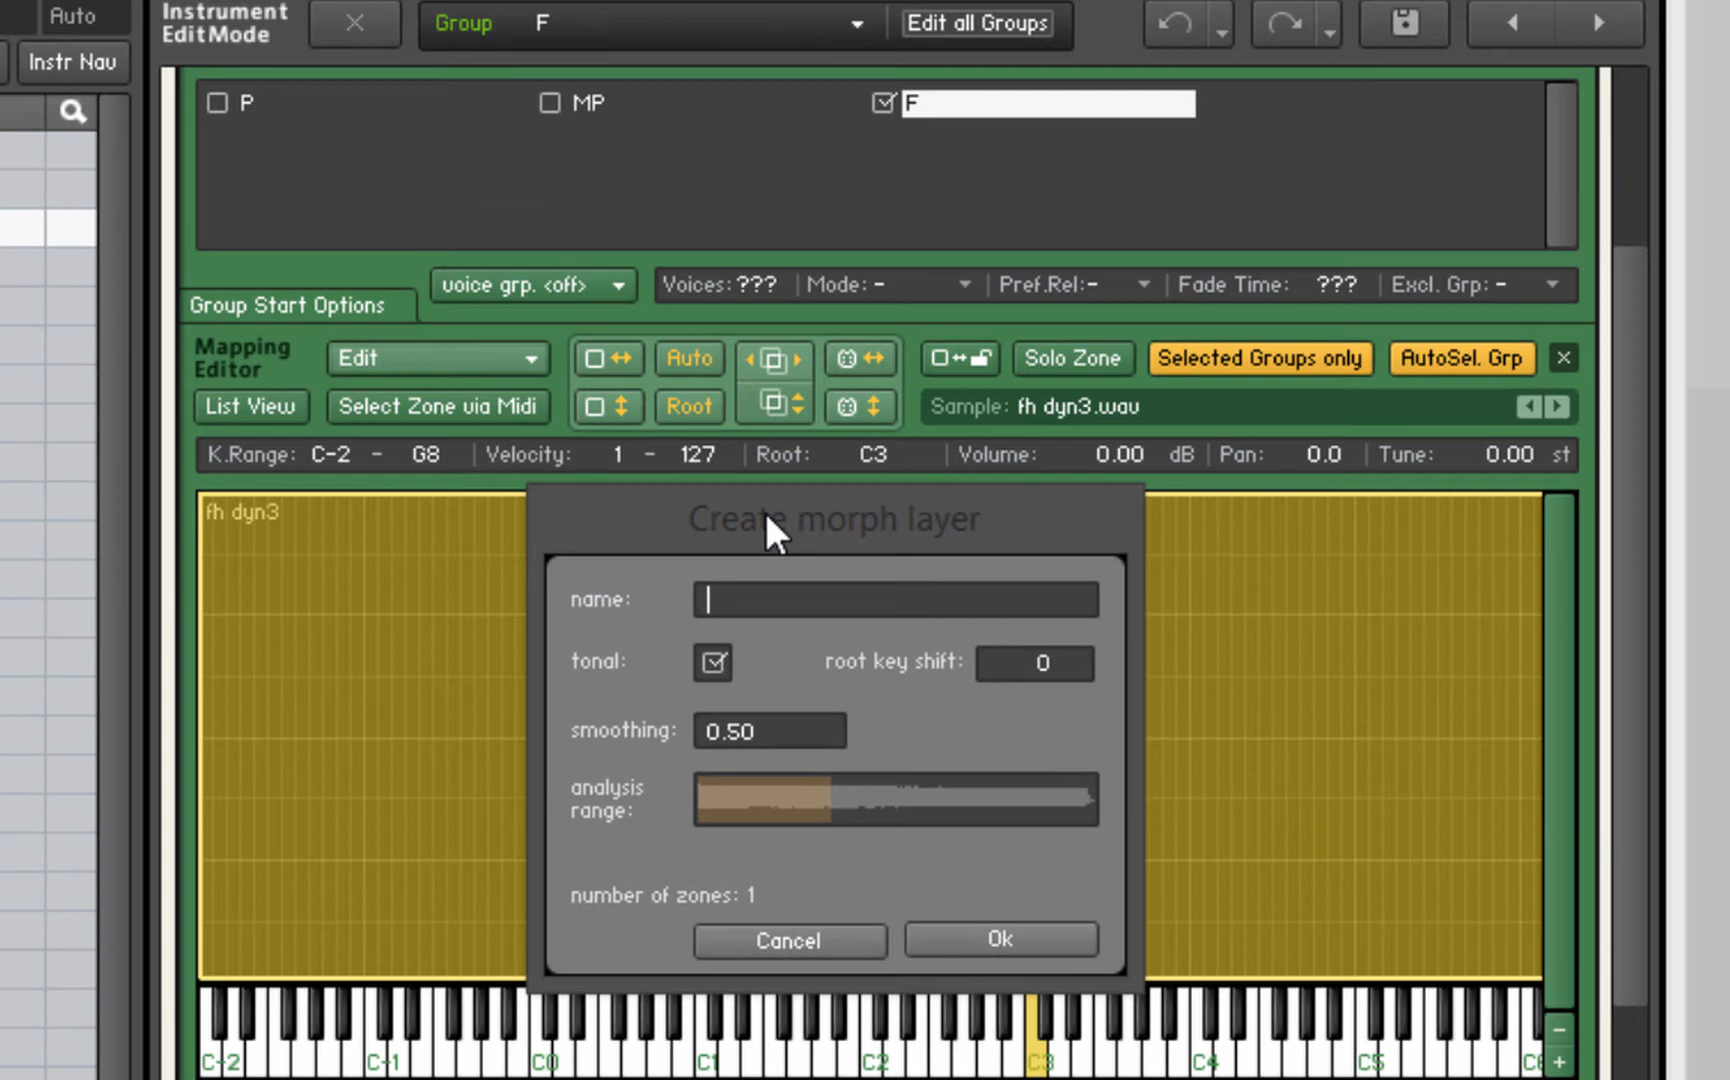 Auto
Instrument
Edit Mode
Group F
Edit all Groups
Instr Nav
P
MP
F
voice grp. <off>
Voices: ???
Mode: -
Pref.Rel:-
Fade Time: ???
Excl. Grp: -
Group Start Options
Mapping
Editor
Edit
Auto
Solo Zone
Selected Groups only
AutoSel. Grp
List View
Select Zone via Midi
Root
Sample: fh dyn3.wav
K.Range: C-2 - G8
Velocity: 1 - 127
Root: C3
Volume: 0.00 dB
Pan: 0.0
Tune: 0.00 st
fh dyn3
Create morph layer
name:
tonal:
root key shift: 0
smoothing: 0.50
analysis
range:
number of zones: 1
Cancel
Ok
C-2 C-1 C0 C1 C2 C3 C4 C5